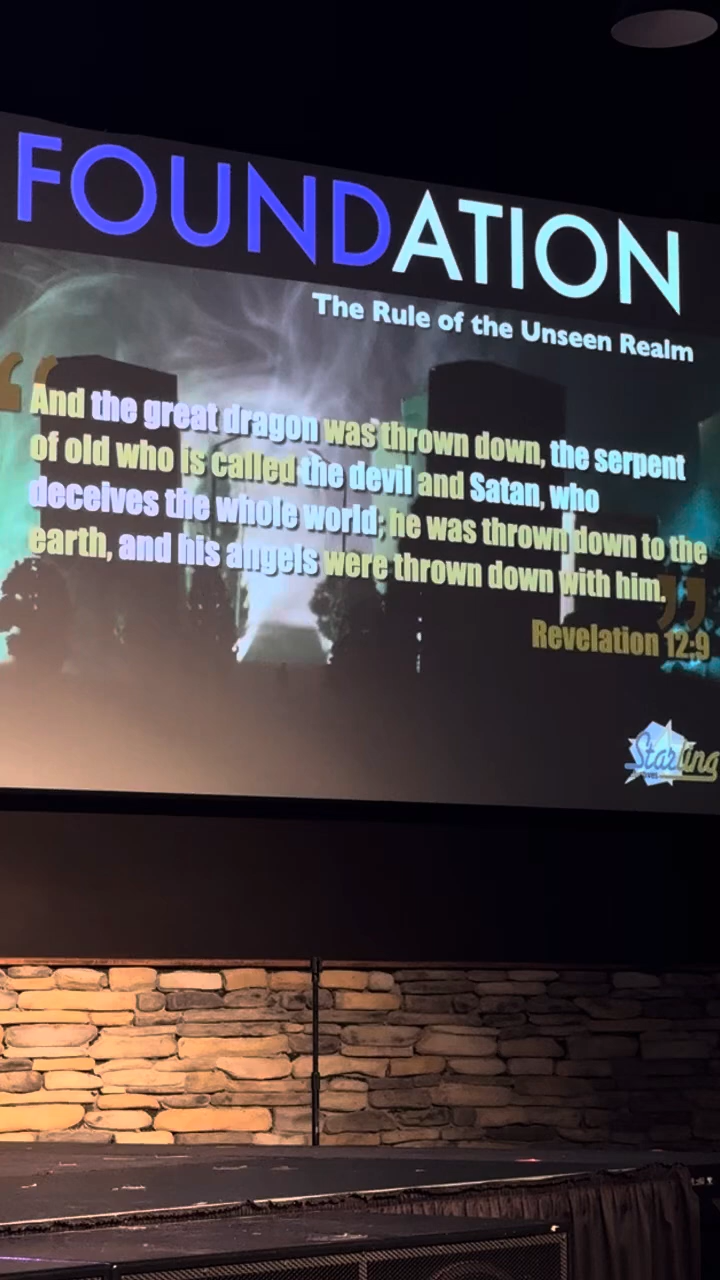 FOUNDATION
The Rule of the Unseen Realm
“And the great dragon was thrown down, the serpent
of old who is called the devil and Satan, who
deceives the whole world; he was thrown down to the
earth, and his angels were thrown down with him.”
Revelation 12:9
Starling